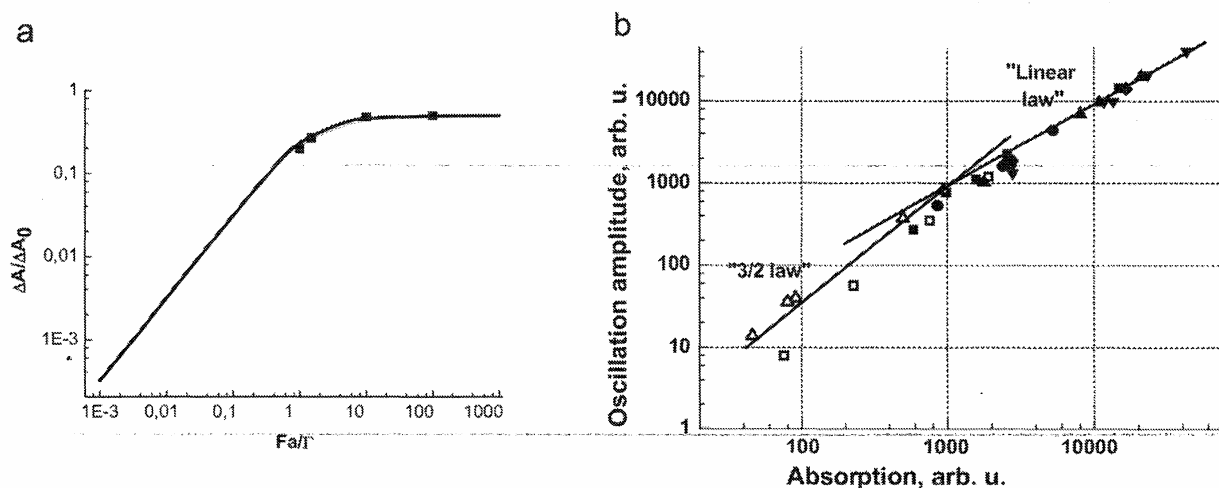 a
b
1
0,1
0,01
1E-3
ΔA/ΔA₀
1E-3
0,01
0,1
1
10
100
1000
Fa/Γ
"Linear
law"
"3/2 law"
10000
1000
100
10
1
Oscillation amplitude, arb. u.
100
1000
10000
Absorption, arb. u.